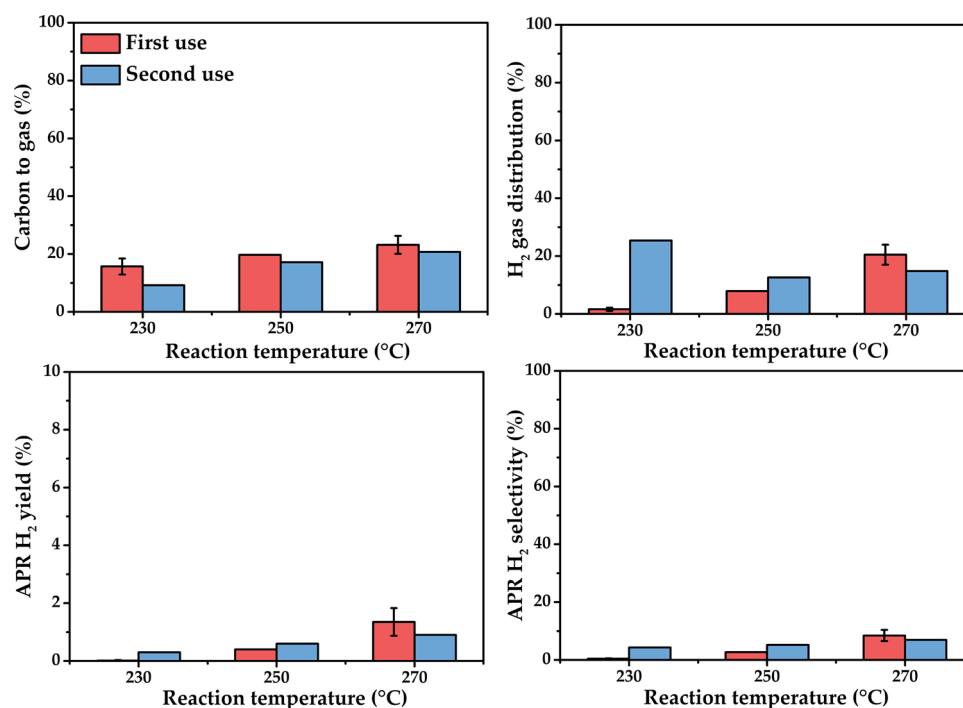 Carbon to gas (%)
100
80
60
40
20
0
First use
Second use
230 250 270
Reaction temperature (°C)
H₂ gas distribution (%)
100
80
60
40
20
0
230 250 270
Reaction temperature (°C)
APR H₂ yield (%)
10
8
6
4
2
0
230 250 270
Reaction temperature (°C)
APR H₂ selectivity (%)
100
80
60
40
20
0
230 250 270
Reaction temperature (°C)